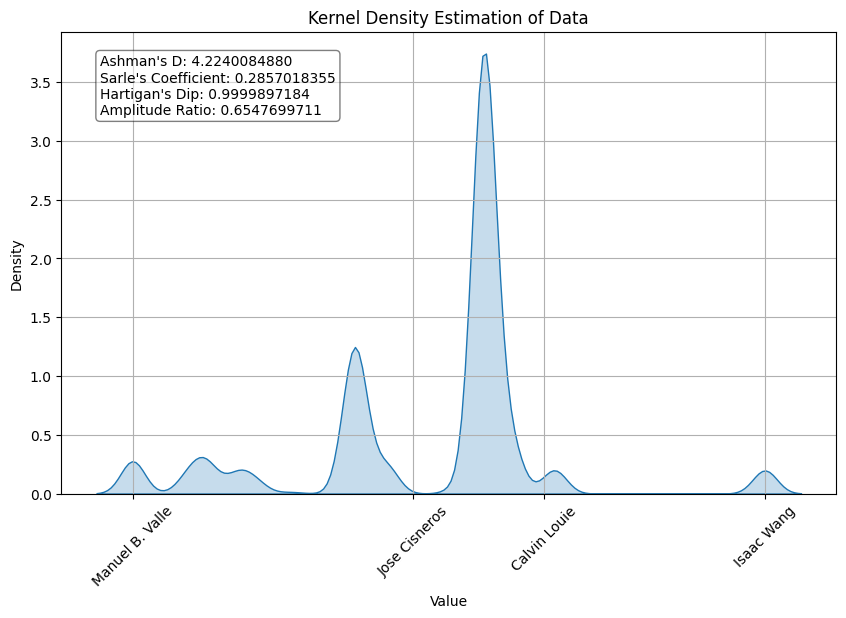 Kernel Density Estimation of Data
Ashman's D: 4.2240084880
Sarle's Coefficient: 0.2857018355
Hartigan's Dip: 0.9999897184
Amplitude Ratio: 0.6547699711
Density
3.5
3.0
2.5
2.0
1.5
1.0
0.5
0.0
Manuel B. Valle
Jose Cisneros
Calvin Louie
Isaac Wang
Value